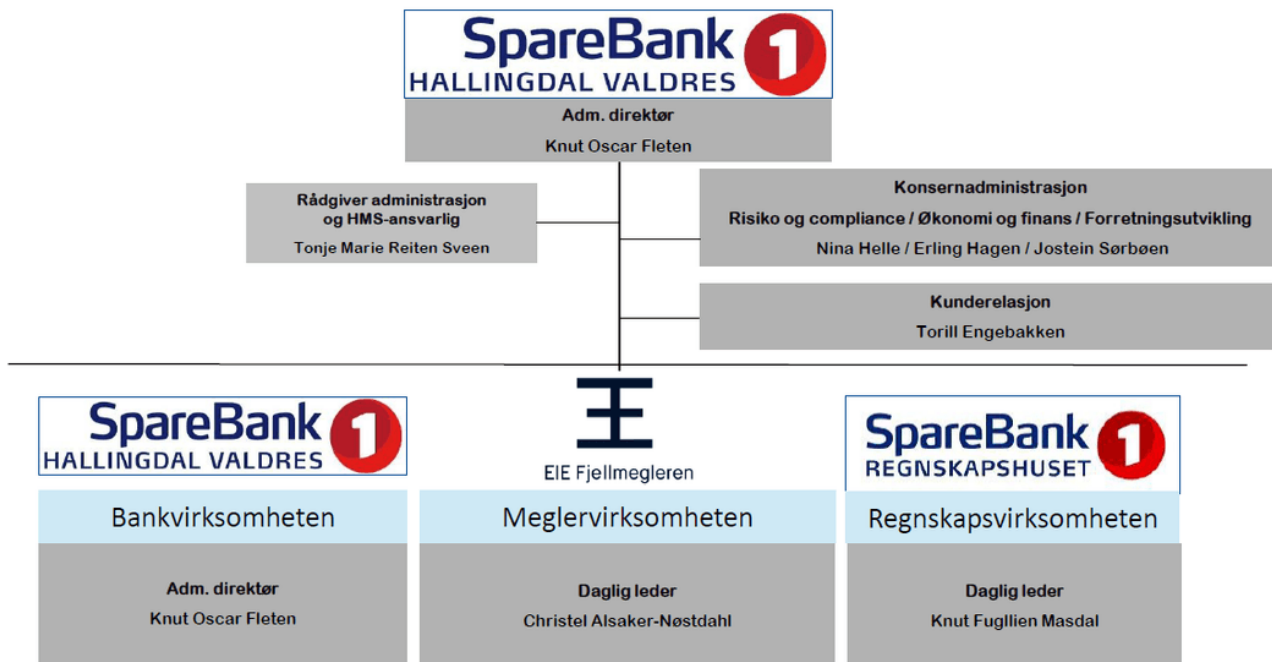 SpareBank 1
HALLINGDAL VALDRES
Adm. direktør
Knut Oscar Fleten
Rådgiver administrasjon
og HMS-ansvarlig
Tonje Marie Reiten Sveen
Konsernadministrasjon
Risiko og compliance / Økonomi og finans / Forretningsutvikling
Nina Helle / Erling Hagen / Jostein Sørbøen
Kunderelasjon
Torill Engebakken
SpareBank 1
HALLINGDAL VALDRES
Bankvirksomheten
Adm. direktør
Knut Oscar Fleten
EIE Fjellmegleren
Meglervirksomheten
Daglig leder
Christel Alsaker-Nøstdahl
SpareBank 1
REGNSKAPSHUSET
Regnskapsvirksomheten
Daglig leder
Knut Fugllien Masdal